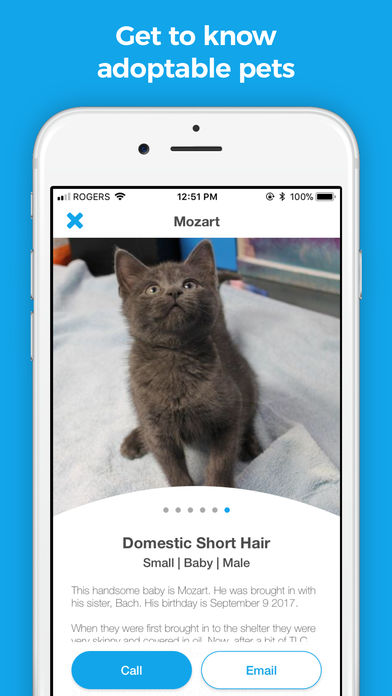 Get to know
adoptable pets
ROGERS 12:51 PM 100%
Mozart
Domestic Short Hair
Small | Baby | Male
This handsome baby is Mozart. He was brought in with
his sister, Bach. His birthday is September 9 2017.
When they were first brought in to the shelter they were
very skinny and covered in oil. Now, after a bit of TLC
Call Email